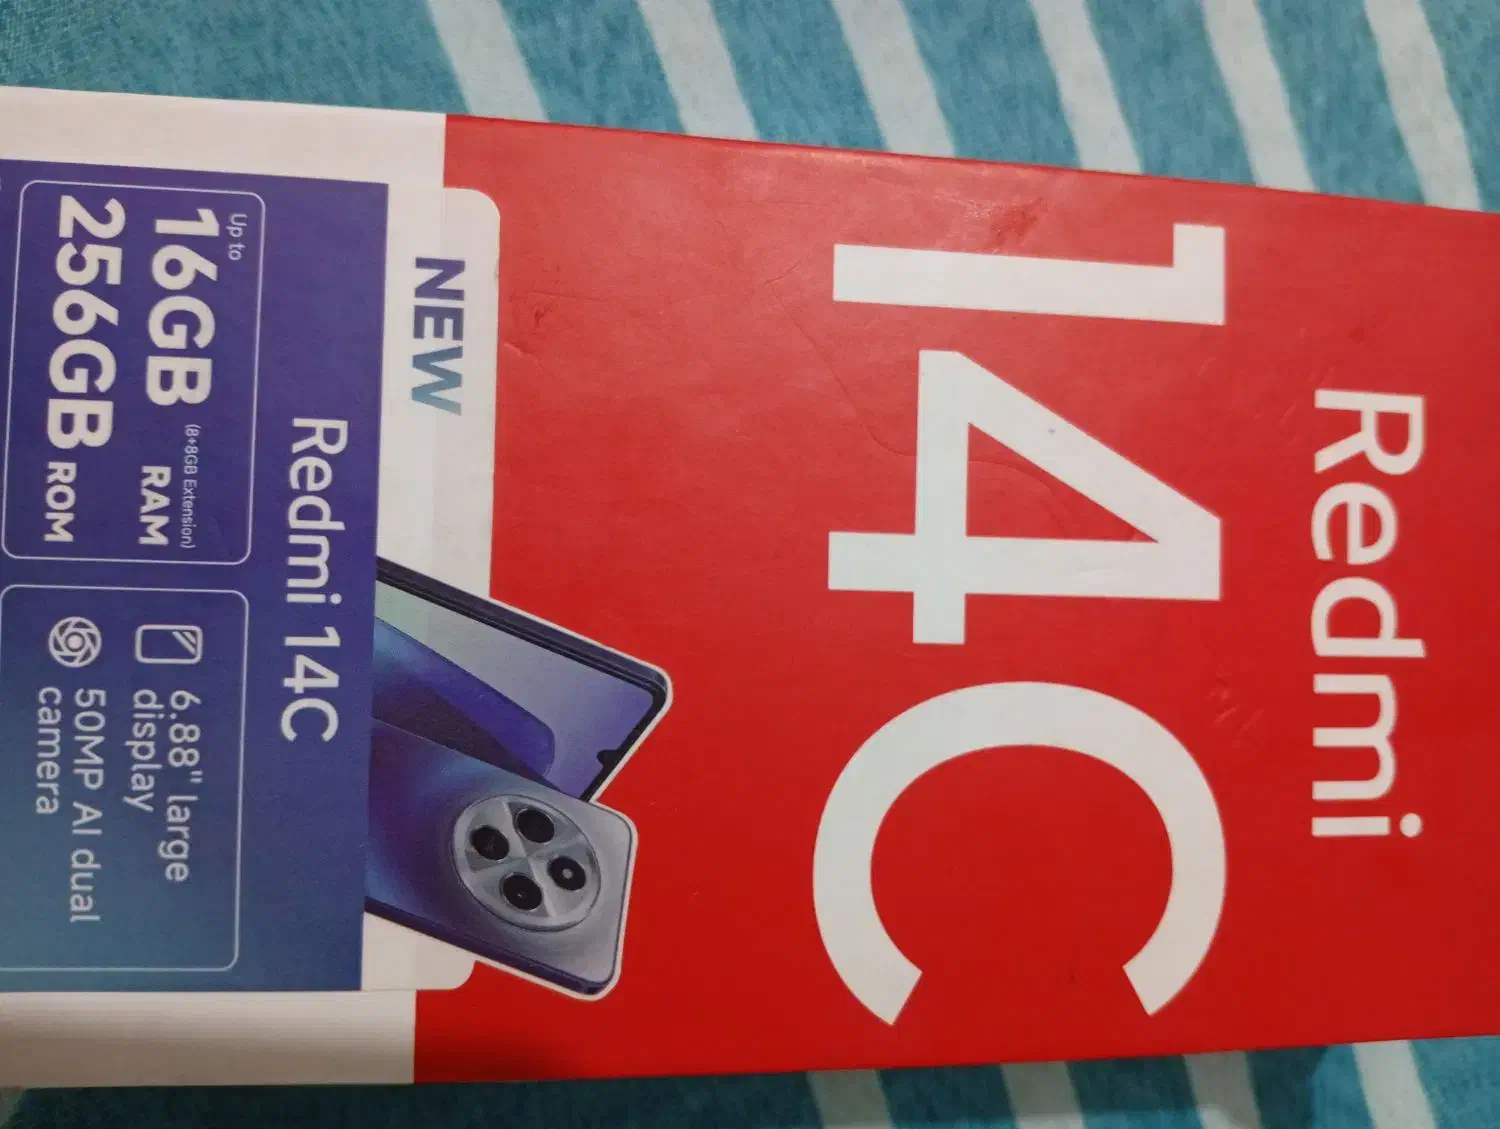 Redmi
14C
NEW
Redmi 14C
Up to
16GB (8+8GB Extension) RAM
256GB ROM
6.88" large
display
50MP AI dual
camera